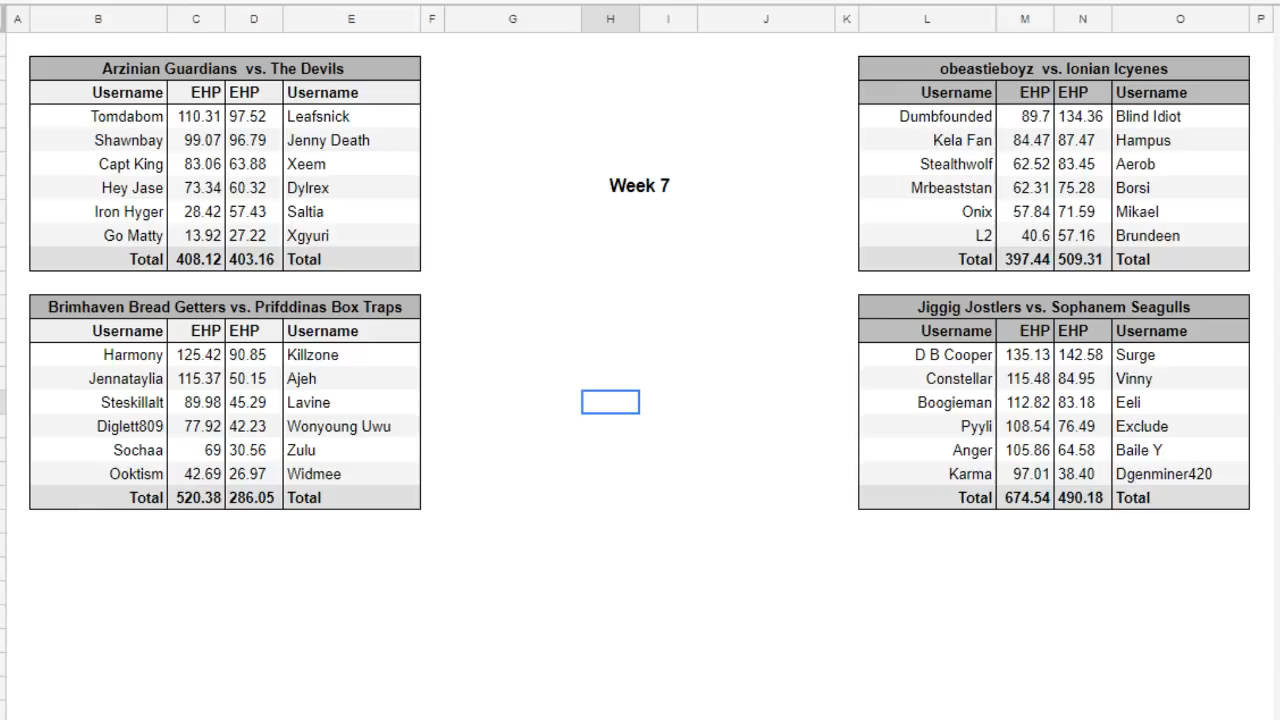 A B C D E F G H I J K L M N O P
Arzinian Guardians vs. The Devils
Username EHP EHP Username
Tomdabom 110.31 97.52 Leafsnick
Shawnbay 99.07 96.79 Jenny Death
Capt King 83.06 63.88 Xeem
Hey Jase 73.34 60.32 Dylrex
Iron Hyger 28.42 57.43 Saltia
Go Matty 13.92 27.22 Xgyuri
Total 408.12 403.16 Total
Week 7
obeastieboyz vs. Ionian Icyenes
Username EHP EHP Username
Dumbfounded 89.7 134.36 Blind Idiot
Kela Fan 84.47 87.47 Hampus
Stealthwolf 62.52 83.45 Aerob
Mrbeaststan 62.31 75.28 Borsi
Onix 57.84 71.59 Mikael
L2 40.6 57.16 Brundeen
Total 397.44 509.31 Total
Brimhaven Bread Getters vs. Prifddinas Box Traps
Username EHP EHP Username
Harmony 125.42 90.85 Killzone
Jennataylia 115.37 50.15 Ajeh
Steskillalt 89.98 45.29 Lavine
Diglett809 77.92 42.23 Wonyoung Uwu
Sochaa 69 30.56 Zulu
Ooktism 42.69 26.97 Widmee
Total 520.38 286.05 Total
Jiggig Jostlers vs. Sophanem Seagulls
Username EHP EHP Username
D B Cooper 135.13 142.58 Surge
Constellar 115.48 84.95 Vinny
Boogieman 112.82 83.18 Eeli
Pyyli 108.54 76.49 Exclude
Anger 105.86 64.58 Baile Y
Karma 97.01 38.40 Dgenminer420
Total 674.54 490.18 Total